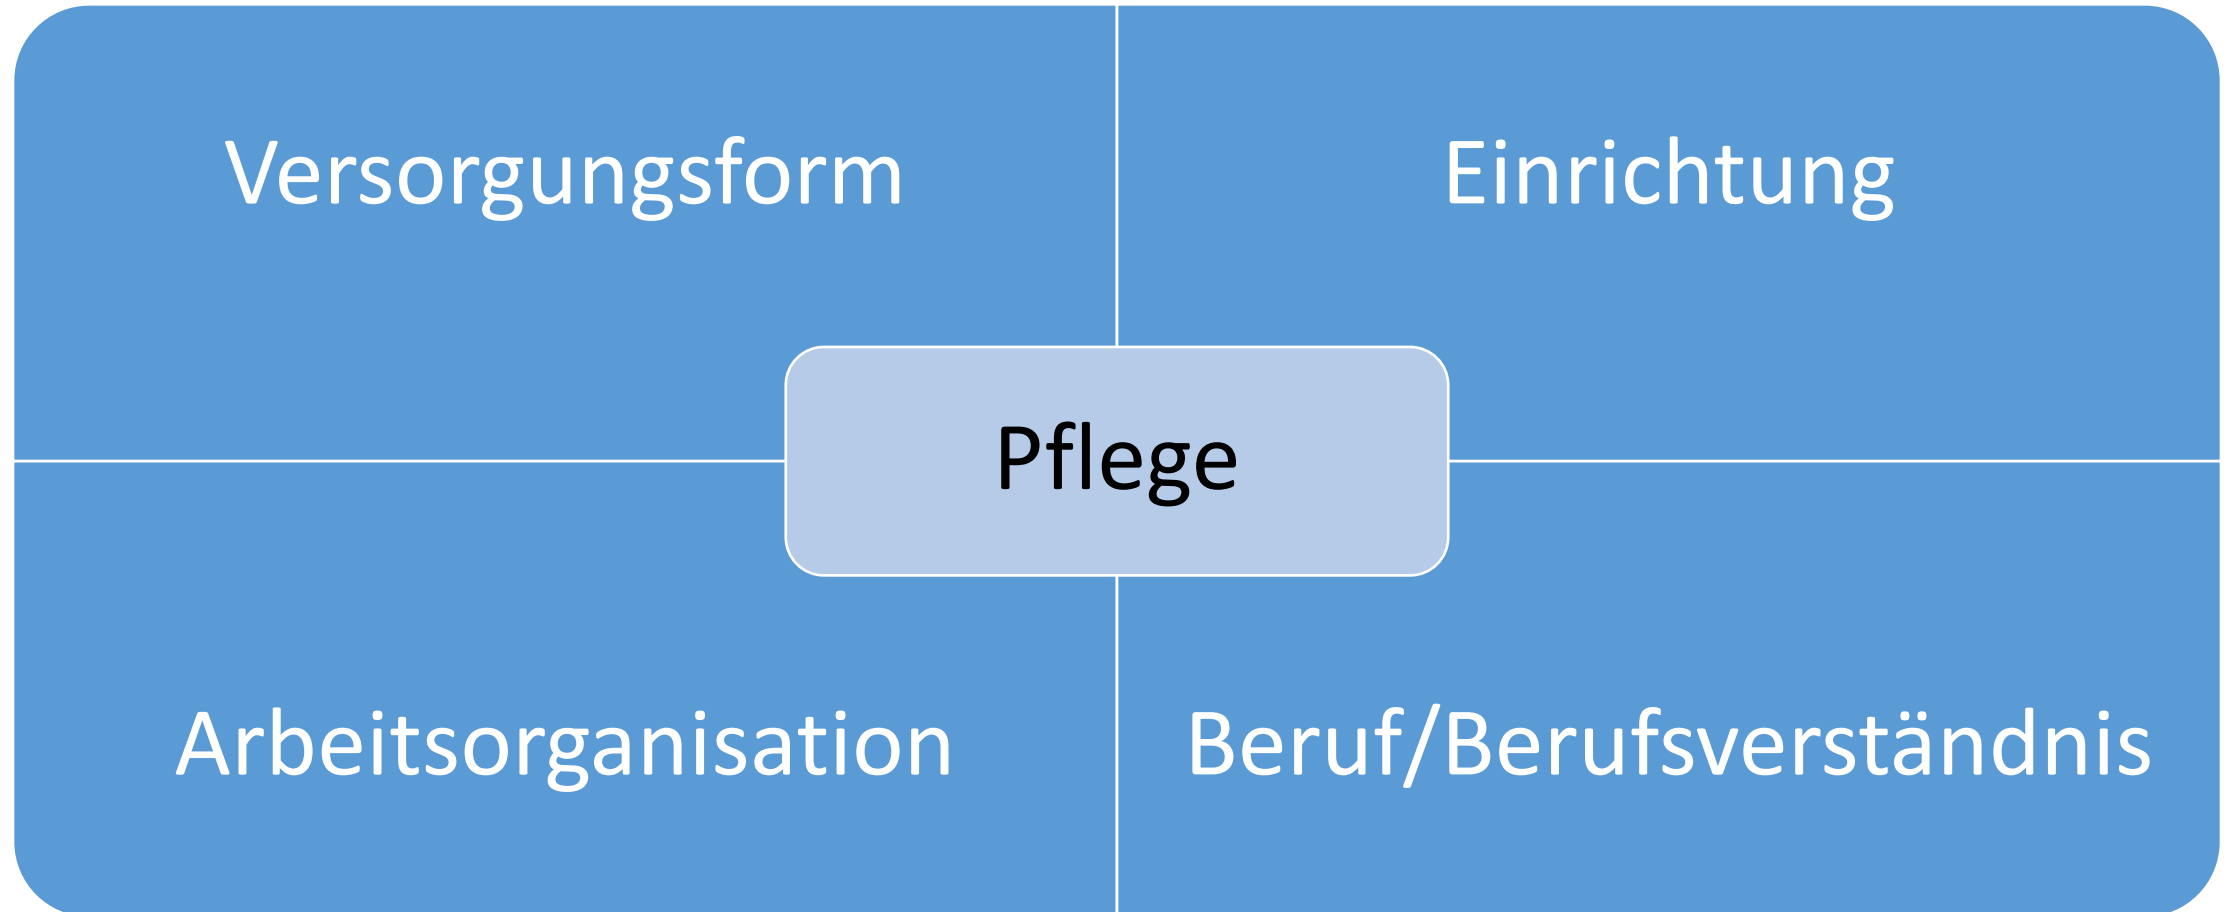 Versorgungsform
Einrichtung
Pflege
Arbeitsorganisation
Beruf/Berufsverständnis